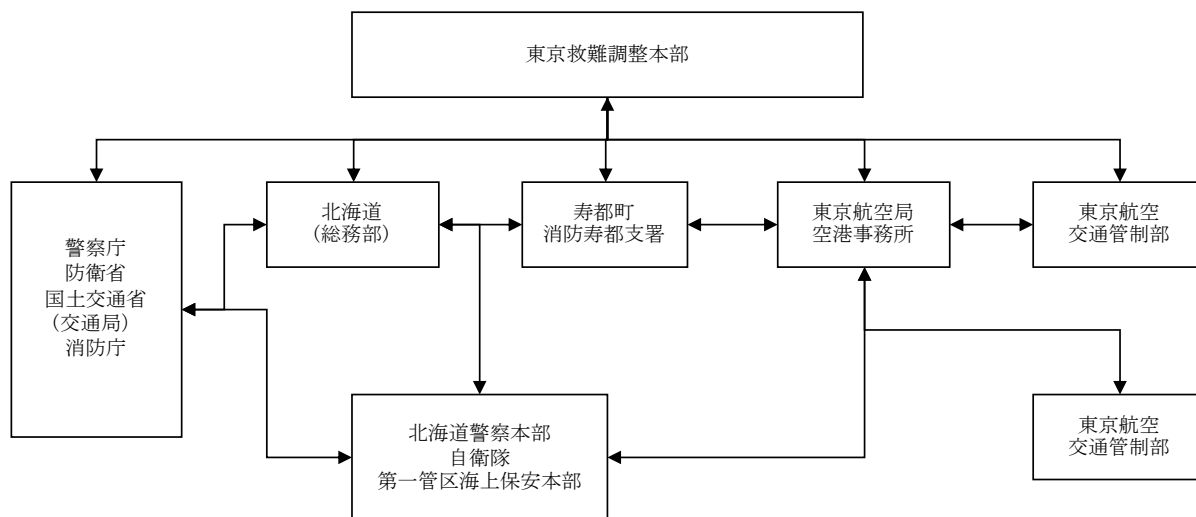 東京救難調整本部
警察庁
防衛省
国土交通省
（交通局）
消防庁
北海道
（総務部）
寿都町
消防寿都支署
東京航空局
空港事務所
東京航空
交通管制部
北海道警察本部
自衛隊
第一管区海上保安本部
東京航空
交通管制部